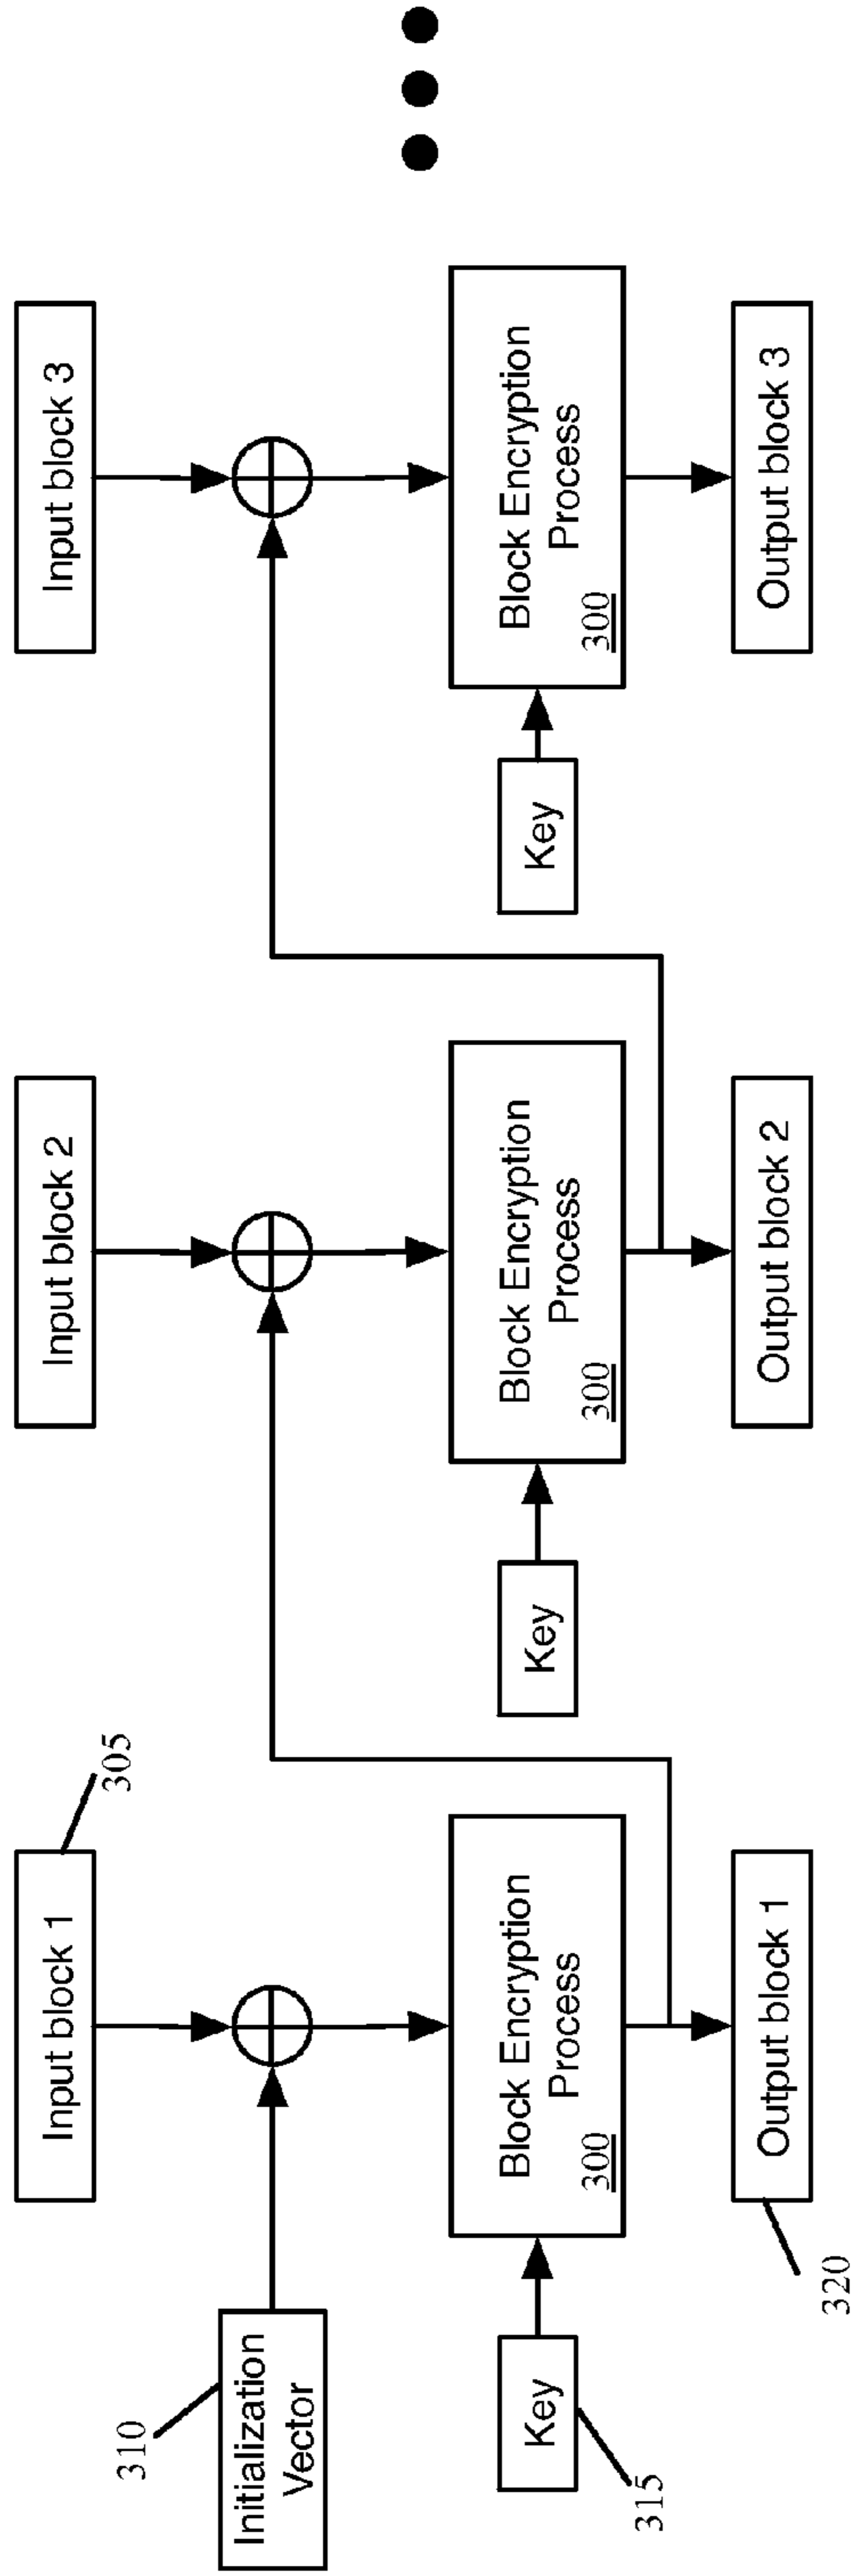 Input block 1
305
Input block 2
Input block 3
310
Initialization
Vector
Key
315
Block Encryption
Process
300
Key
Block Encryption
Process
300
Key
Block Encryption
Process
300
320
Output block 1
Output block 2
Output block 3